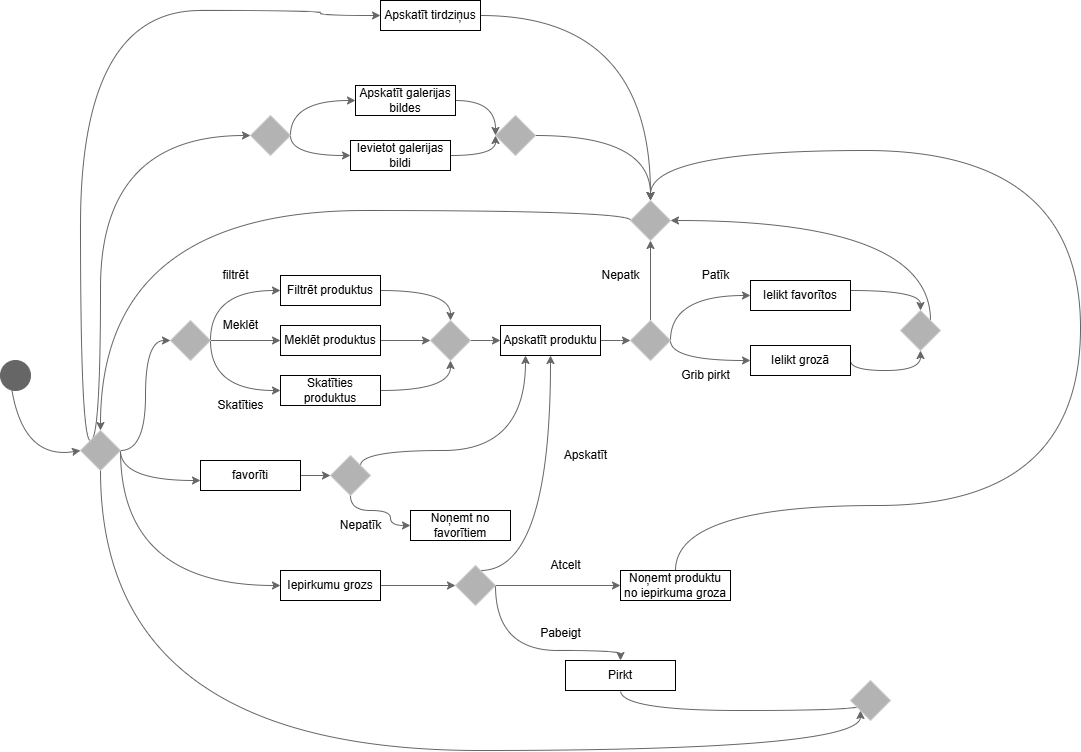 Apskatīt tirdziņus
Apskatīt galerijas
bildes
Ievietot galerijas
bildi
filtrēt
Nepatk
Patīk
Filtrēt produktus
Ielikt favorītos
Meklēt
Meklēt produktus
Apskatīt produktu
Ielikt grozā
Grib pirkt
Skatīties
produktus
Skatīties
Apskatīt
favorīti
Nepatīk
Noņemt no
favorītiem
Atcelt
Iepirkumu grozs
Noņemt produktu
no iepirkuma groza
Pabeigt
Pirkt